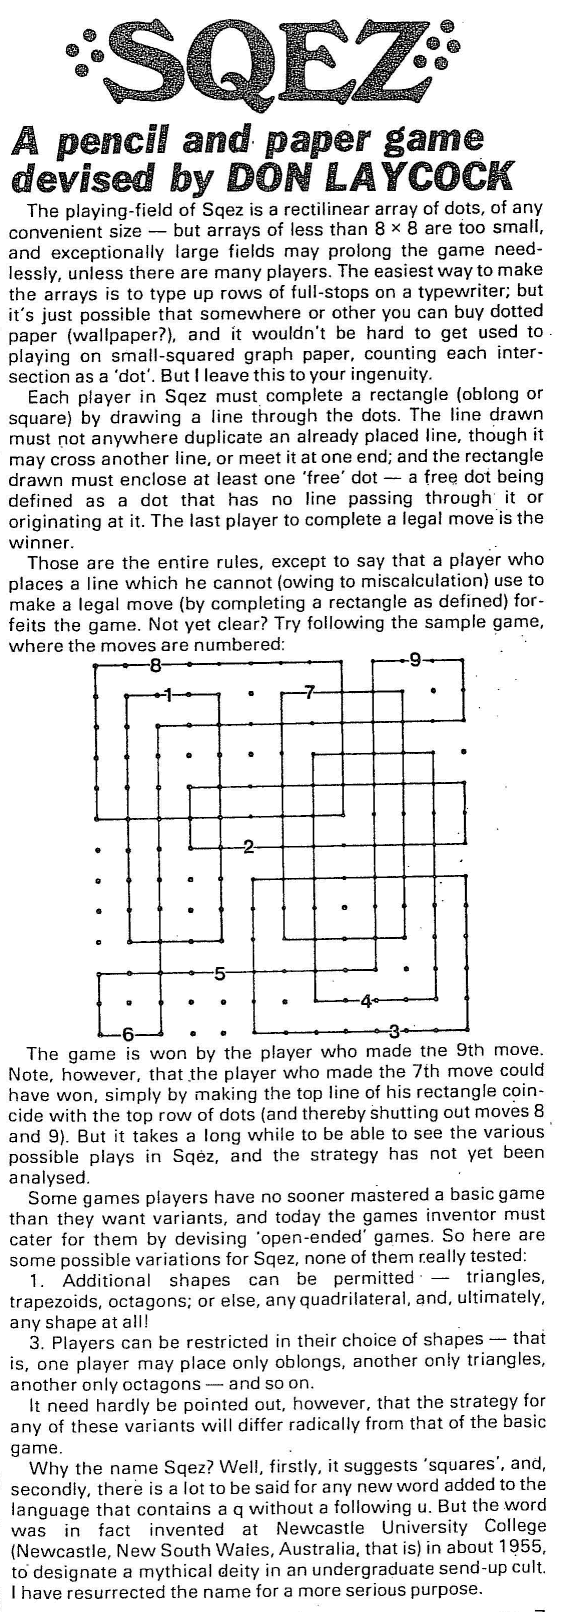 SQEZ
A pencil and paper game
devised by DON LAYCOCK
The playing-field of Sqez is a rectilinear array of dots, of any
convenient size — but arrays of less than 8 × 8 are too small,
and exceptionally large fields may prolong the game need-
lessly, unless there are many players. The easiest way to make
the arrays is to type up rows of full-stops on a typewriter; but
it's just possible that somewhere or other you can buy dotted
paper (wallpaper?), and it wouldn't be hard to get used to
playing on small-squared graph paper, counting each inter-
section as a 'dot'. But I leave this to your ingenuity.
Each player in Sqez must complete a rectangle (oblong or
square) by drawing a line through the dots. The line drawn
must not anywhere duplicate an already placed line, though it
may cross another line, or meet it at one end; and the rectangle
drawn must enclose at least one 'free' dot — a free dot being
defined as a dot that has no line passing through it or
originating at it. The last player to complete a legal move is the
winner.
Those are the entire rules, except to say that a player who
places a line which he cannot (owing to miscalculation) use to
make a legal move (by completing a rectangle as defined) for-
feits the game. Not yet clear? Try following the sample game,
where the moves are numbered:
8 9
1 7
2
5
4
6 3
The game is won by the player who made the 9th move.
Note, however, that the player who made the 7th move could
have won, simply by making the top line of his rectangle coin-
cide with the top row of dots (and thereby shutting out moves 8
and 9). But it takes a long while to be able to see the various
possible plays in Sqez, and the strategy has not yet been
analysed.
Some games players have no sooner mastered a basic game
than they want variants, and today the games inventor must
cater for them by devising 'open-ended' games. So here are
some possible variations for Sqez, none of them really tested:
1. Additional shapes can be permitted — triangles,
trapezoids, octagons; or else, any quadrilateral, and, ultimately,
any shape at all!
3. Players can be restricted in their choice of shapes — that
is, one player may place only oblongs, another only triangles,
another only octagons — and so on.
It need hardly be pointed out, however, that the strategy for
any of these variants will differ radically from that of the basic
game.
Why the name Sqez? Well, firstly, it suggests 'squares', and,
secondly, there is a lot to be said for any new word added to the
language that contains a q without a following u. But the word
was in fact invented at Newcastle University College
(Newcastle, New South Wales, Australia, that is) in about 1955,
to designate a mythical deity in an undergraduate send-up cult.
I have resurrected the name for a more serious purpose.